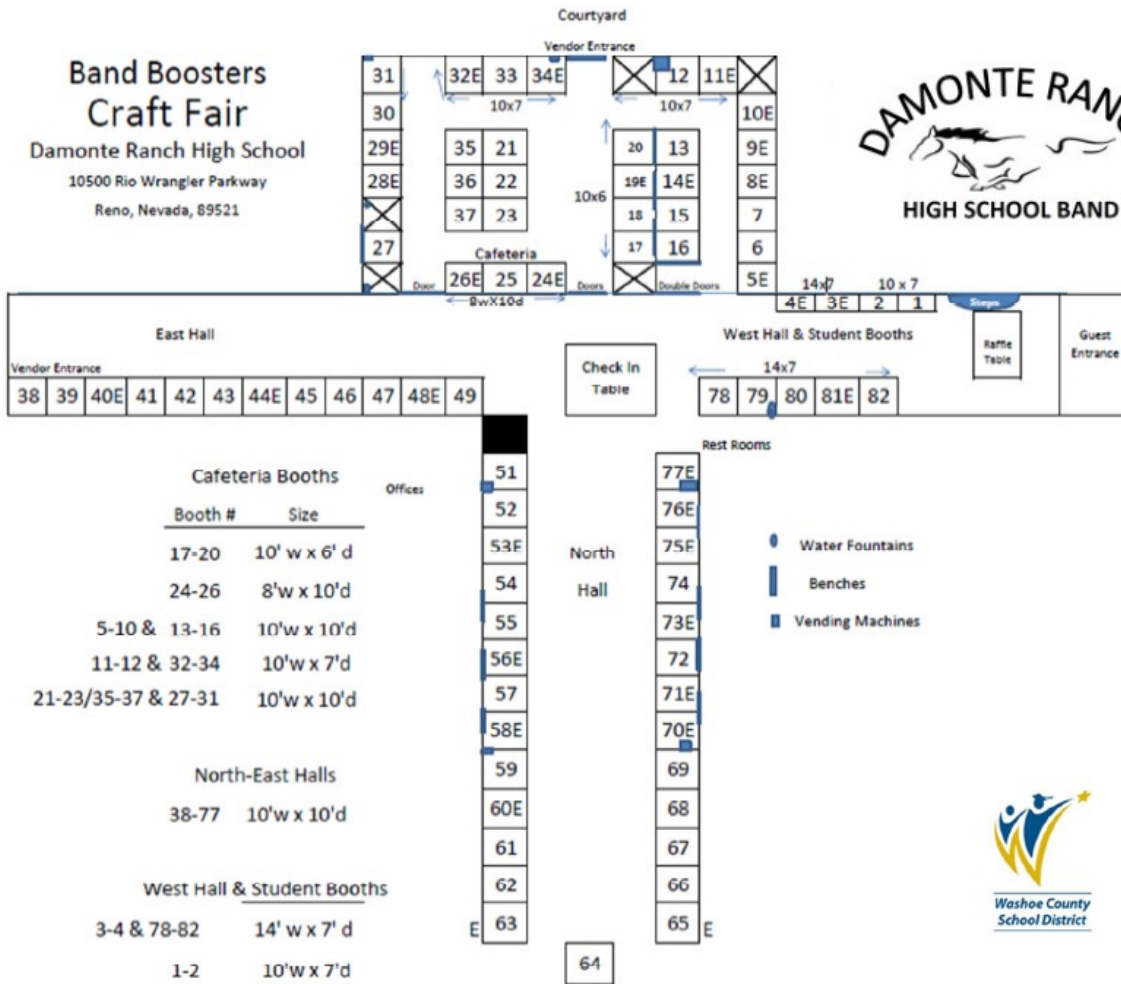 Courtyard
Vendor Entrance
Band Boosters
Craft Fair
Damonte Ranch High School
10500 Rio Wrangler Parkway
Reno, Nevada, 89521
31 32E 33 34E 12 11E
10x7 10x7
30 10E
29E 35 21 20 13 9E
28E 36 22 19E 14E 8E
10x6
37 23 18 15 7
27 17 16 6
Cafeteria
26E 25 24E 5E
Door Doors Double Doors
8wX10d
DAMONTE
HIGH SCHOOL BAND
14x7 10 x 7
4E 3E 2 1 Steps
East Hall
West Hall & Student Booths
Raffle
Table
Guest
Entrance
Vendor Entrance
Check In
Table
14x7
38 39 40E 41 42 43 44E 45 46 47 48E 49
78 79 80 81E 82
Rest Rooms
Offices
51 77E
52 76E
53E 75E
54 74
55 73E
56E 72
57 71E
58E 70E
59 69
60E 68
61 67
62 66
E 63 65 E
64
North
Hall
Water Fountains
Benches
Vending Machines
Cafeteria Booths
Booth # Size
17-20 10' w x 6' d
24-26 8'w x 10'd
5-10 & 13-16 10'w x 10'd
11-12 & 32-34 10'w x 7'd
21-23/35-37 & 27-31 10'w x 10'd
North-East Halls
38-77 10'w x 10'd
West Hall & Student Booths
3-4 & 78-82 14' w x 7' d
1-2 10'w x 7'd
Washoe County
School District